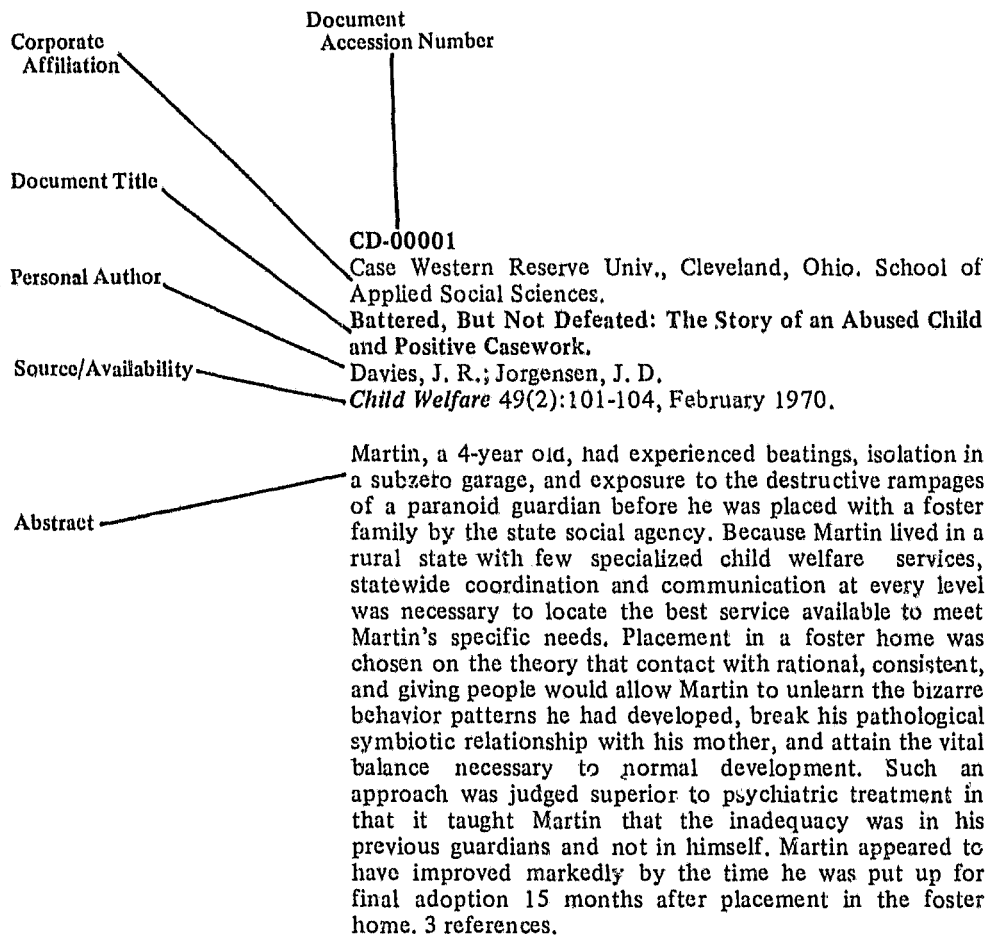 Document
Accession Number
Corporate
Affiliation
Document Title
Personal Author
Source/Availability
Abstract
CD-00001
Case Western Reserve Univ., Cleveland, Ohio. School of
Applied Social Sciences.
Battered, But Not Defeated: The Story of an Abused Child
and Positive Casework.
Davies, J. R.; Jorgensen, J. D.
Child Welfare 49(2):101-104, February 1970.
Martin, a 4-year old, had experienced beatings, isolation in
a subzero garage, and exposure to the destructive rampages
of a paranoid guardian before he was placed with a foster
family by the state social agency. Because Martin lived in a
rural state with few specialized child welfare services,
statewide coordination and communication at every level
was necessary to locate the best service available to meet
Martin's specific needs. Placement in a foster home was
chosen on the theory that contact with rational, consistent,
and giving people would allow Martin to unlearn the bizarre
behavior patterns he had developed, break his pathological
symbiotic relationship with his mother, and attain the vital
balance necessary to normal development. Such an
approach was judged superior to psychiatric treatment in
that it taught Martin that the inadequacy was in his
previous guardians and not in himself. Martin appeared to
have improved markedly by the time he was put up for
final adoption 15 months after placement in the foster
home. 3 references.